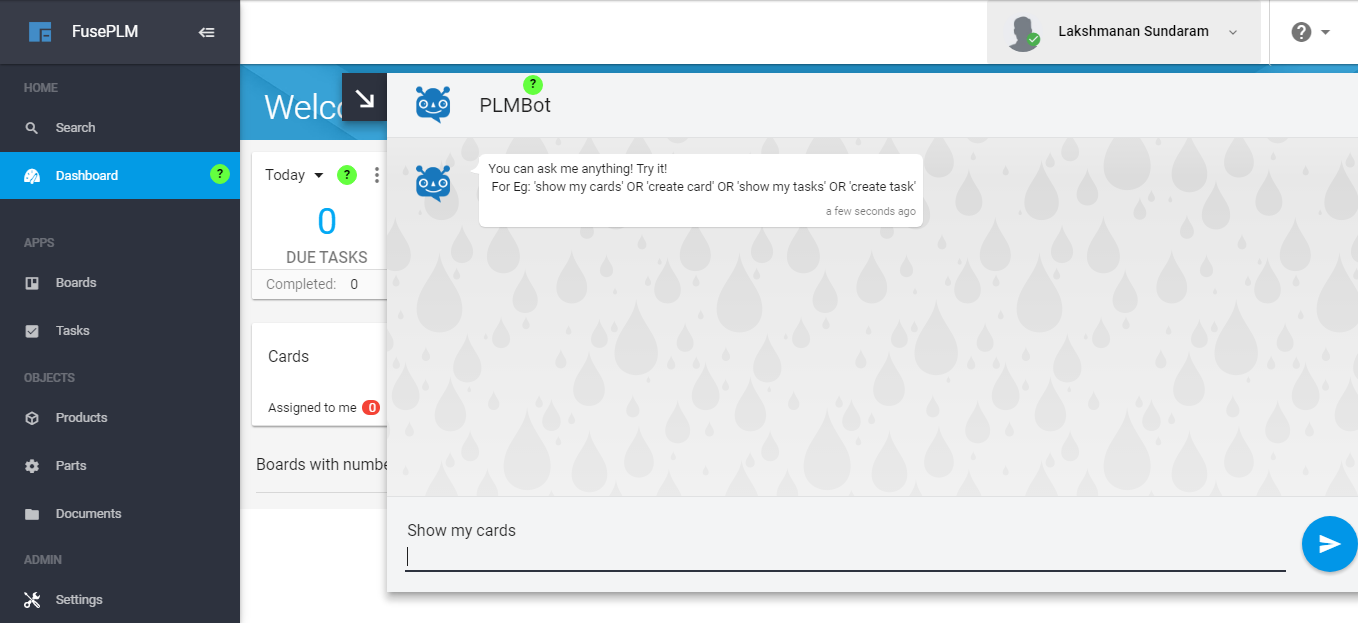 FusePLM
Lakshmanan Sundaram
?
HOME
Search
Dashboard ?
APPS
Boards
Tasks
OBJECTS
Products
Parts
Documents
ADMIN
Settings
Welco
Today ?
0
DUE TASKS
Completed: 0
Cards
Assigned to me 0
Boards with numbe
?
PLMBot
You can ask me anything! Try it!
For Eg: 'show my cards' OR 'create card' OR 'show my tasks' OR 'create task'
a few seconds ago
Show my cards